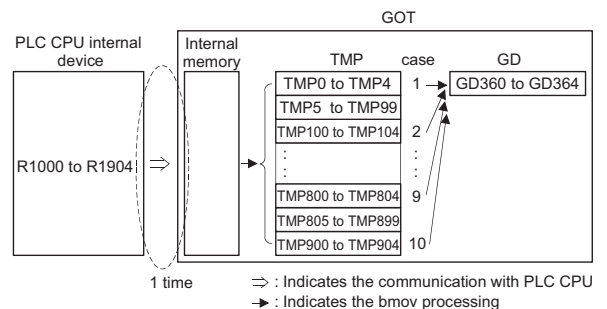 GOT
PLC CPU internal
device
Internal
memory
TMP case GD
TMP0 to TMP4 1 GD360 to GD364
TMP5 to TMP99
TMP100 to TMP104 2
R1000 to R1904
TMP800 to TMP804 9
TMP805 to TMP899
TMP900 to TMP904 10
1 time
⇒ : Indicates the communication with PLC CPU
→ : Indicates the bmov processing